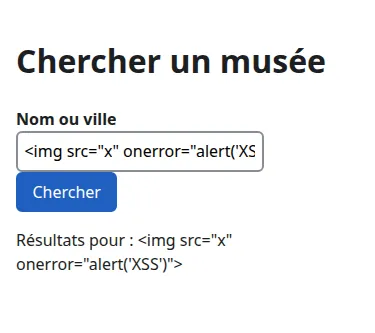 Chercher un musée
Nom ou ville
<img src="x" onerror="alert('XS
Chercher
Résultats pour : <img src="x"
onerror="alert('XSS')">